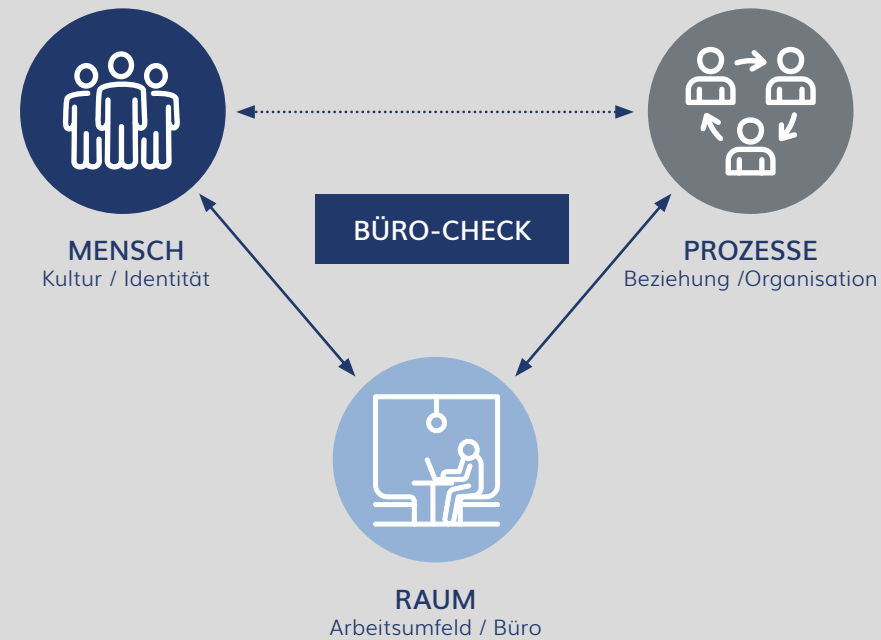 BÜRO-CHECK
MENSCH
Kultur / Identität
PROZESSE
Beziehung /Organisation
RAUM
Arbeitsumfeld / Büro